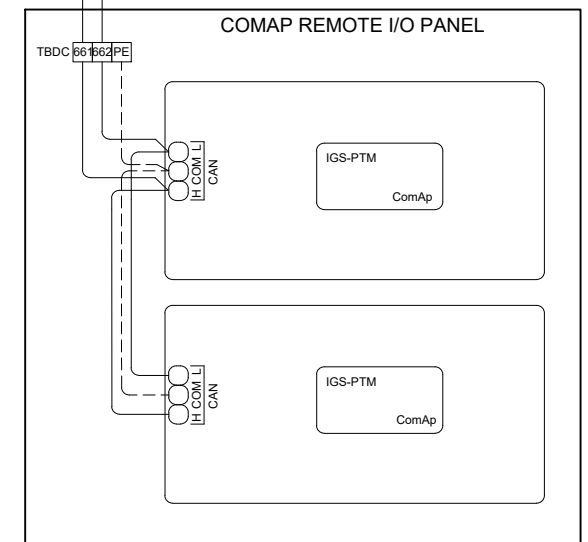 COMAP REMOTE I/O PANEL
TBDC 661 662 PE
IGS-PTM
ComAp
H COM L
CAN
IGS-PTM
ComAp
H COM L
CAN